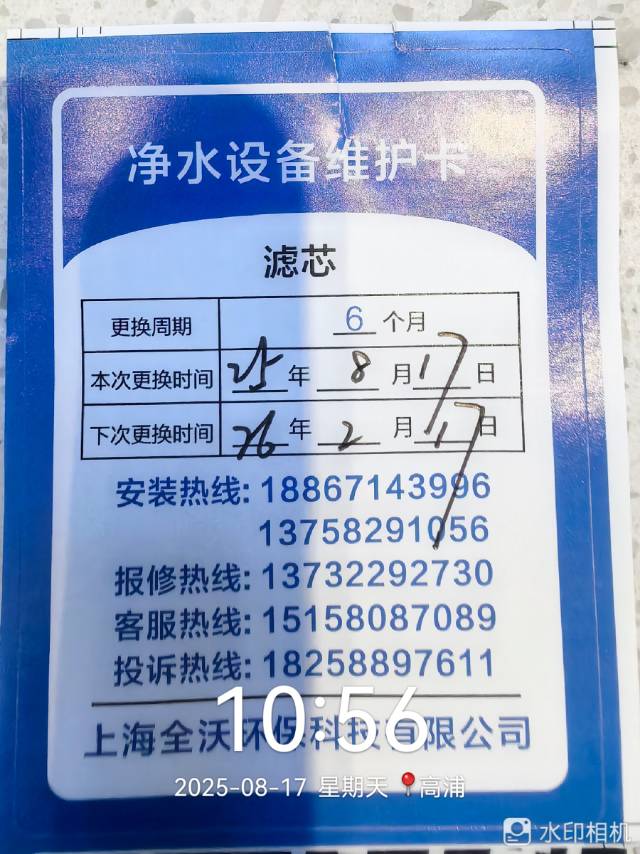 净水设备维护卡
滤芯
更换周期 6 个月
本次更换时间 25 年 8 月 17 日
下次更换时间 26 年 2 月 17 日
安装热线: 18867143996
13758291056
报修热线: 13732292730
客服热线: 15158087089
投诉热线: 18258897611
10:56
上海全沃环保科技有限公司
2025-08-17 星期天 📍高浦
水印相机